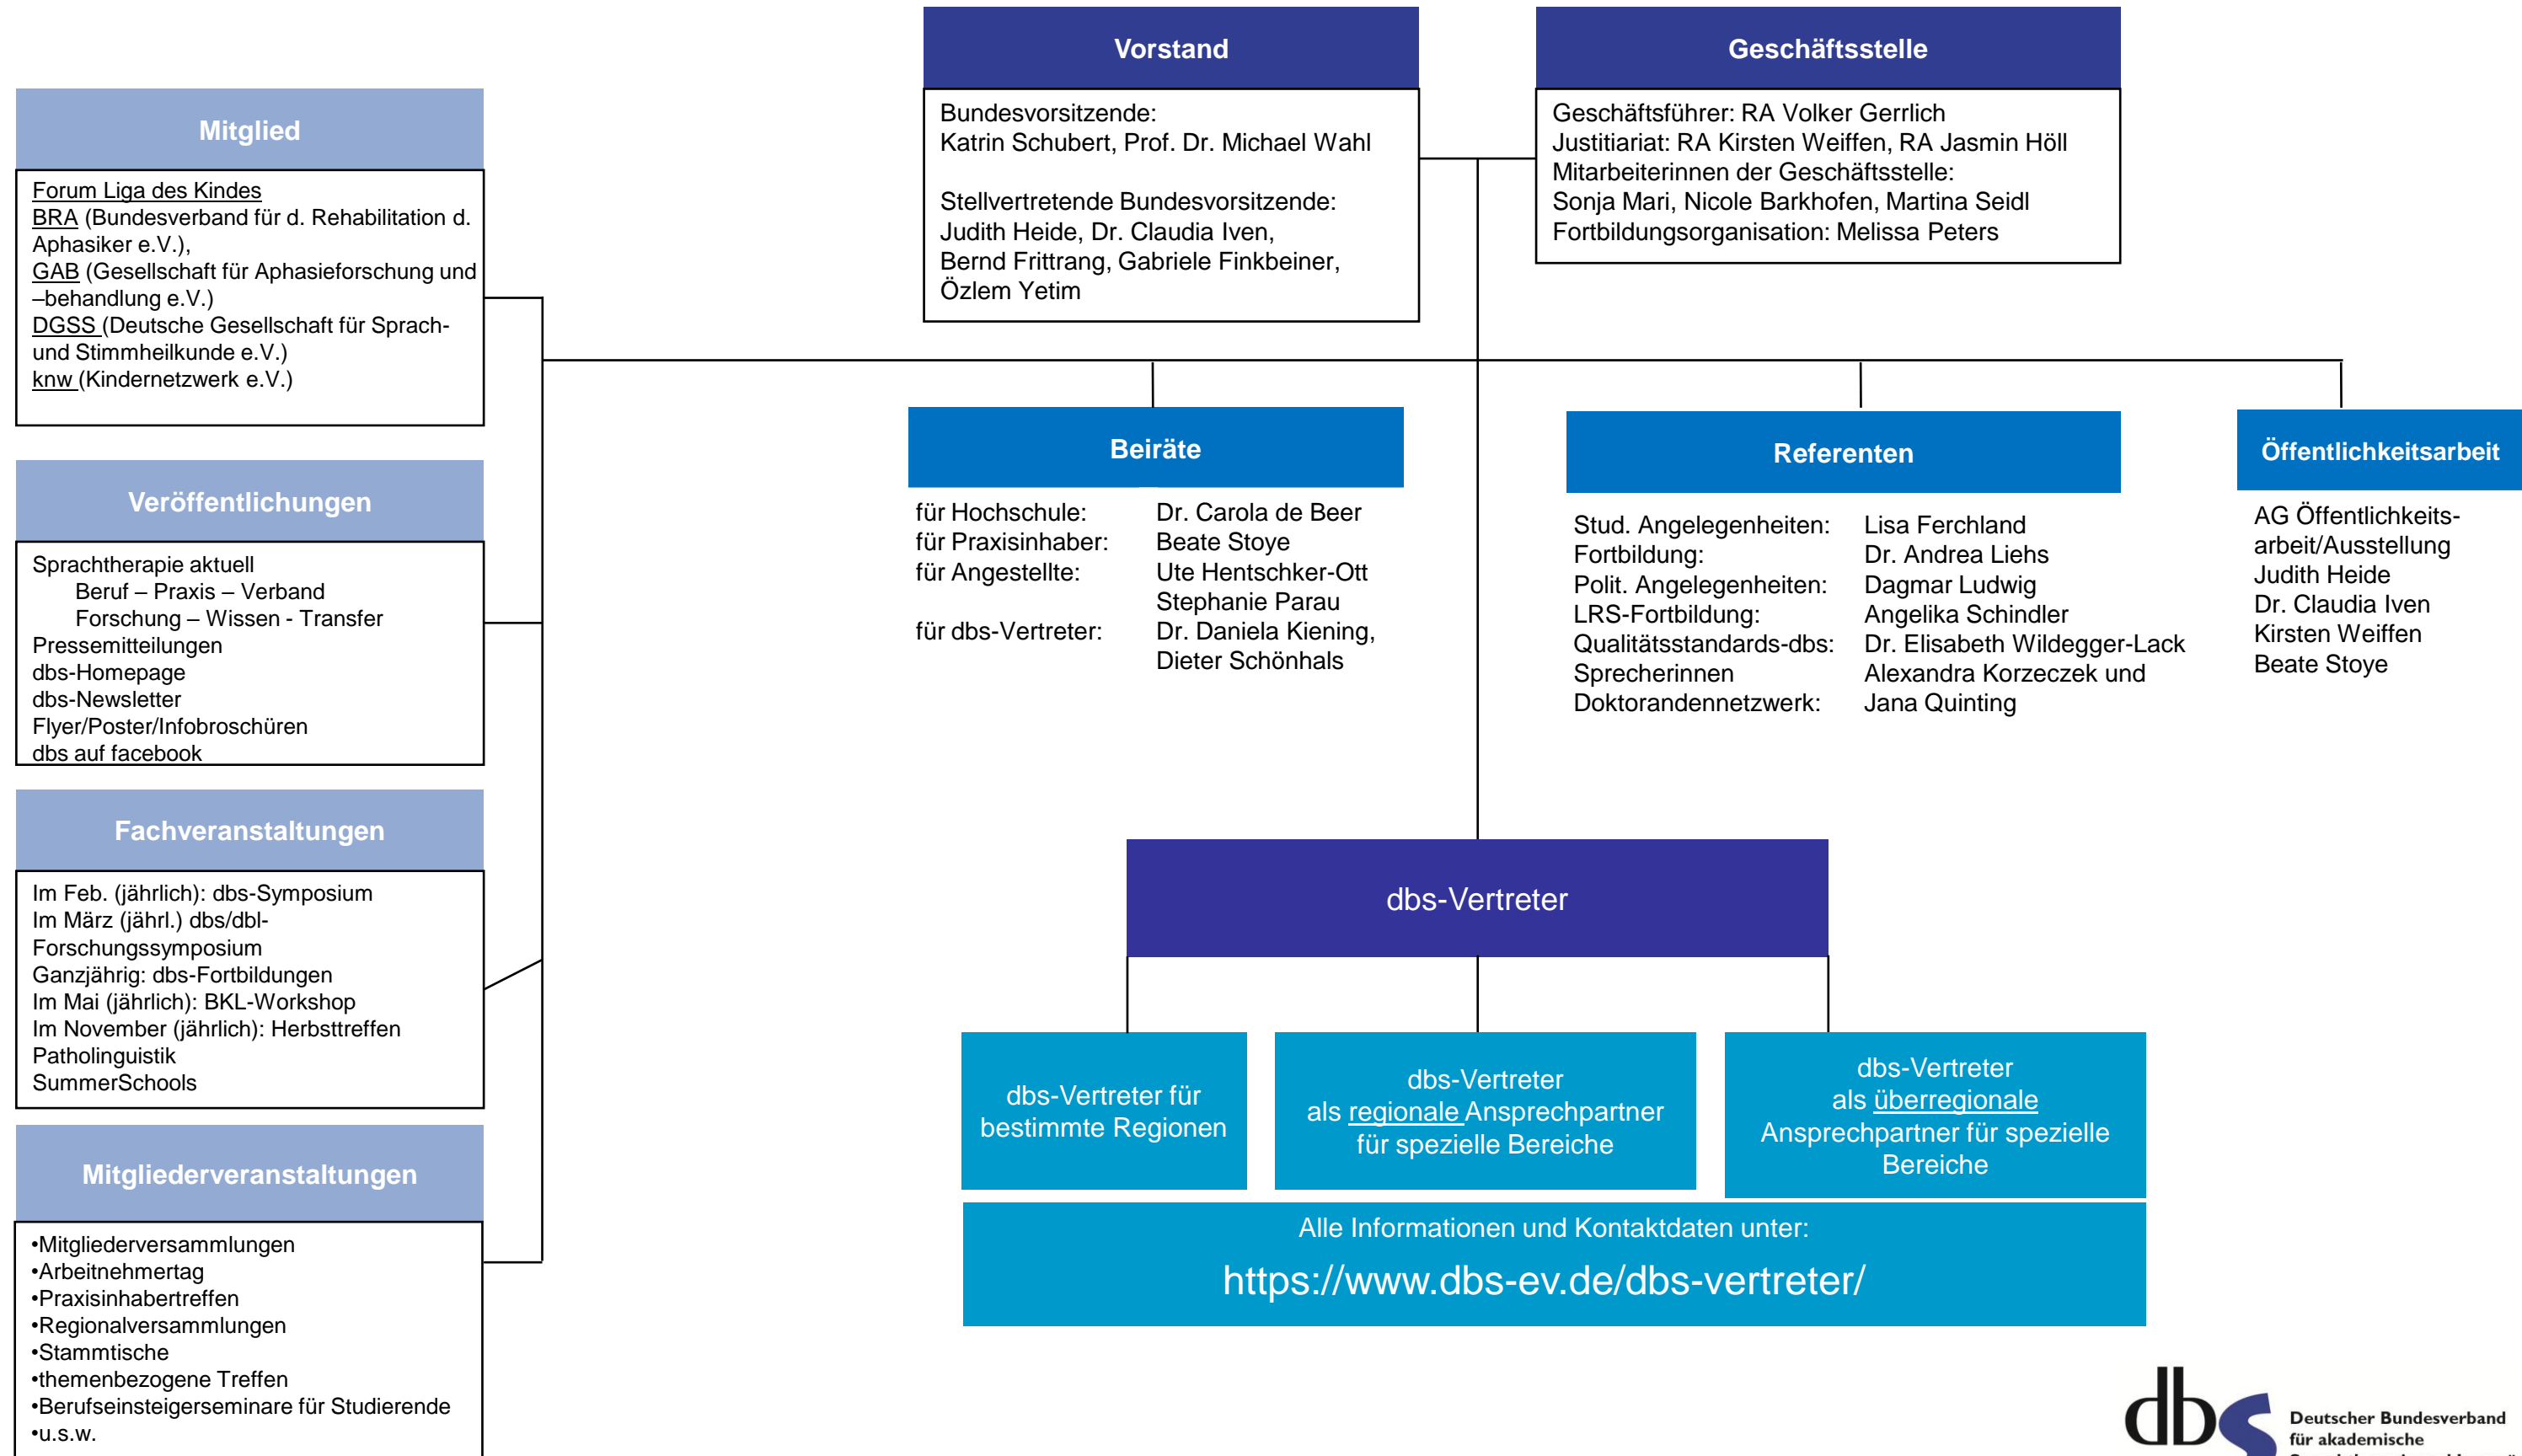 Vorstand
Bundesvorsitzende:
Katrin Schubert, Prof. Dr. Michael Wahl
Stellvertretende Bundesvorsitzende:
Judith Heide, Dr. Claudia Iven,
Bernd Frittrang, Gabriele Finkbeiner,
Özlem Yetim
Geschäftsstelle
Geschäftsführer: RA Volker Gerrlich
Justitiariat: RA Kirsten Weiffen, RA Jasmin Höll
Mitarbeiterinnen der Geschäftsstelle:
Sonja Mari, Nicole Barkhofen, Martina Seidl
Fortbildungsorganisation: Melissa Peters
Mitglied
Forum Liga des Kindes
BRA (Bundesverband für d. Rehabilitation d.
Aphasiker e.V.),
GAB (Gesellschaft für Aphasieforschung und
–behandlung e.V.)
DGSS (Deutsche Gesellschaft für Sprach-
und Stimmheilkunde e.V.)
knw (Kindernetzwerk e.V.)
Veröffentlichungen
Sprachtherapie aktuell
Beruf – Praxis – Verband
Forschung – Wissen - Transfer
Pressemitteilungen
dbs-Homepage
dbs-Newsletter
Flyer/Poster/Infobroschüren
dbs auf facebook
Fachveranstaltungen
Im Feb. (jährlich): dbs-Symposium
Im März (jährl.) dbs/dbl-
Forschungssymposium
Ganzjährig: dbs-Fortbildungen
Im Mai (jährlich): BKL-Workshop
Im November (jährlich): Herbsttreffen
Patholinguistik
SummerSchools
Mitgliederveranstaltungen
•Mitgliederversammlungen
•Arbeitnehmertag
•Praxisinhabertreffen
•Regionalversammlungen
•Stammtische
•themenbezogene Treffen
•Berufseinsteigerseminare für Studierende
•u.s.w.
Beiräte
für Hochschule: Dr. Carola de Beer
für Praxisinhaber: Beate Stoye
für Angestellte: Ute Hentschker-Ott
Stephanie Parau
für dbs-Vertreter: Dr. Daniela Kiening,
Dieter Schönhals
Referenten
Stud. Angelegenheiten: Lisa Ferchland
Fortbildung: Dr. Andrea Liehs
Polit. Angelegenheiten: Dagmar Ludwig
LRS-Fortbildung: Angelika Schindler
Qualitätsstandards-dbs: Dr. Elisabeth Wildegger-Lack
Sprecherinnen Alexandra Korzeczek und
Doktorandennetzwerk: Jana Quinting
Öffentlichkeitsarbeit
AG Öffentlichkeits-
arbeit/Ausstellung
Judith Heide
Dr. Claudia Iven
Kirsten Weiffen
Beate Stoye
dbs-Vertreter
dbs-Vertreter für
bestimmte Regionen
dbs-Vertreter
als regionale Ansprechpartner
für spezielle Bereiche
dbs-Vertreter
als überregionale
Ansprechpartner für spezielle
Bereiche
Alle Informationen und Kontaktdaten unter:
https://www.dbs-ev.de/dbs-vertreter/
dbs
Deutscher Bundesverband
für akademische